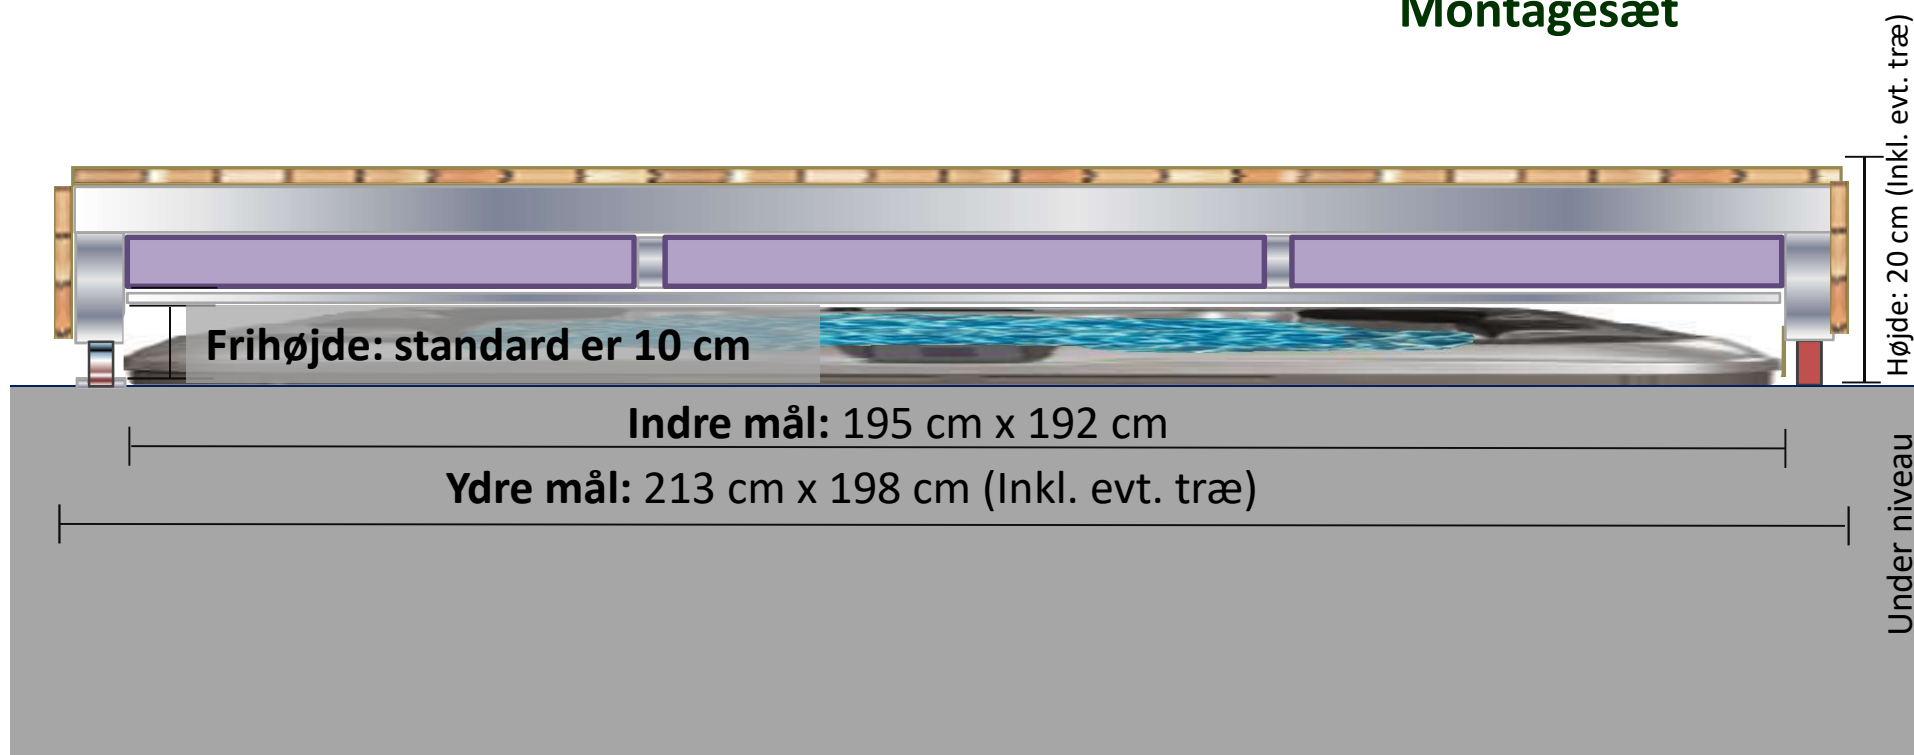 Montagesæt
Højde: 20 cm (Inkl. evt. træ)
Frihøjde: standard er 10 cm
Indre mål: 195 cm x 192 cm
Ydre mål: 213 cm x 198 cm (Inkl. evt. træ)
Under niveau